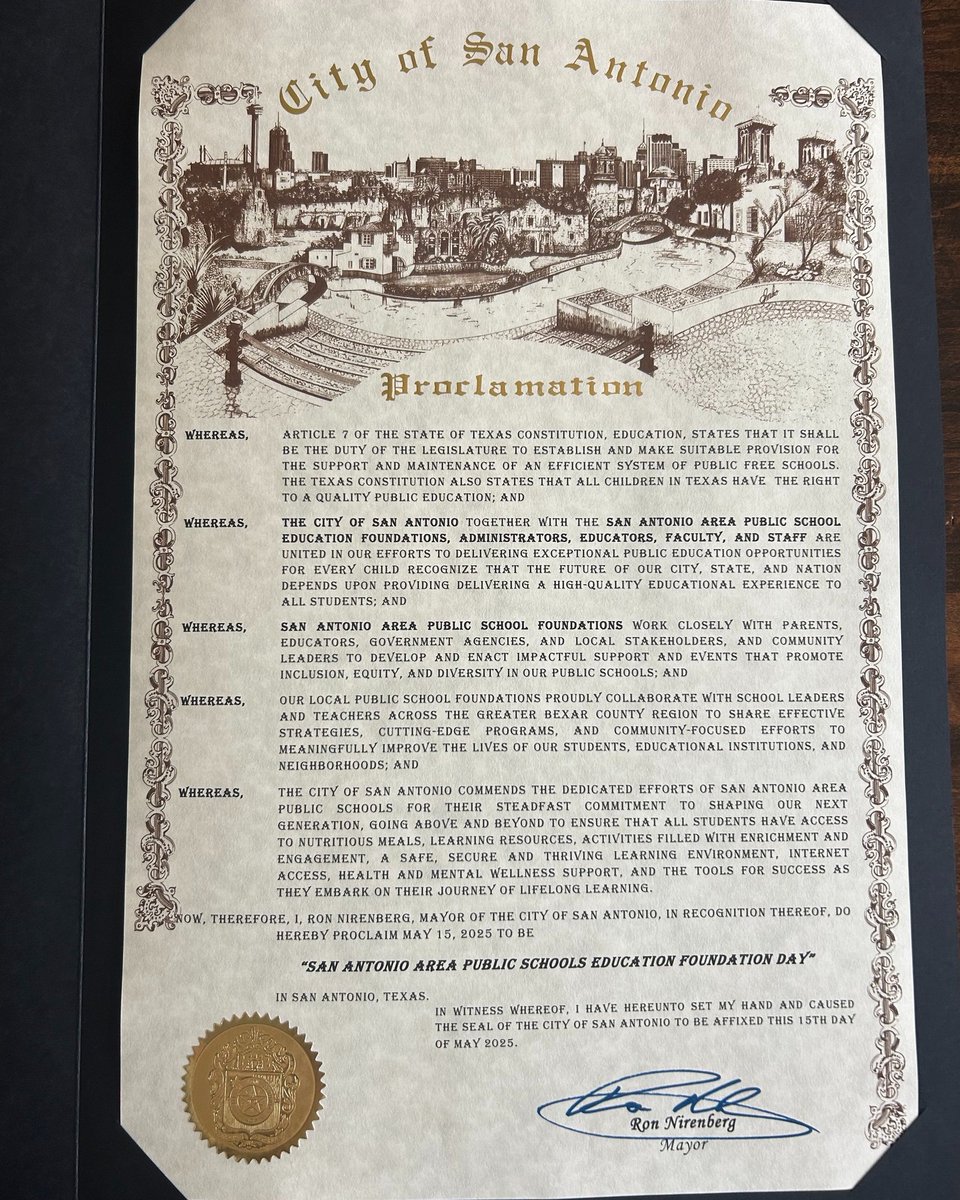 City of San Antonio
Proclamation
WHEREAS, ARTICLE 7 OF THE STATE OF TEXAS CONSTITUTION, EDUCATION, STATES THAT IT SHALL
BE THE DUTY OF THE LEGISLATURE TO ESTABLISH AND MAKE SUITABLE PROVISION FOR
THE SUPPORT AND MAINTENANCE OF AN EFFICIENT SYSTEM OF PUBLIC FREE SCHOOLS.
THE TEXAS CONSTITUTION ALSO STATES THAT ALL CHILDREN IN TEXAS HAVE THE RIGHT
TO A QUALITY PUBLIC EDUCATION; AND
WHEREAS, THE CITY OF SAN ANTONIO TOGETHER WITH THE SAN ANTONIO AREA PUBLIC SCHOOL
EDUCATION FOUNDATIONS, ADMINISTRATORS, EDUCATORS, FACULTY, AND STAFF ARE
UNITED IN OUR EFFORTS TO DELIVERING EXCEPTIONAL PUBLIC EDUCATION OPPORTUNITIES
FOR EVERY CHILD RECOGNIZE THAT THE FUTURE OF OUR CITY, STATE, AND NATION
DEPENDS UPON PROVIDING DELIVERING A HIGH-QUALITY EDUCATIONAL EXPERIENCE TO
ALL STUDENTS; AND
WHEREAS, SAN ANTONIO AREA PUBLIC SCHOOL FOUNDATIONS WORK CLOSELY WITH PARENTS,
EDUCATORS, GOVERNMENT AGENCIES, AND LOCAL STAKEHOLDERS, AND COMMUNITY
LEADERS TO DEVELOP AND ENACT IMPACTFUL SUPPORT AND EVENTS THAT PROMOTE
INCLUSION, EQUITY, AND DIVERSITY IN OUR PUBLIC SCHOOLS; AND
WHEREAS, OUR LOCAL PUBLIC SCHOOL FOUNDATIONS PROUDLY COLLABORATE WITH SCHOOL LEADERS
AND TEACHERS ACROSS THE GREATER BEXAR COUNTY REGION TO SHARE EFFECTIVE
STRATEGIES, CUTTING-EDGE PROGRAMS, AND COMMUNITY-FOCUSED EFFORTS TO
MEANINGFULLY IMPROVE THE LIVES OF OUR STUDENTS, EDUCATIONAL INSTITUTIONS, AND
NEIGHBORHOODS; AND
WHEREAS, THE CITY OF SAN ANTONIO COMMENDS THE DEDICATED EFFORTS OF SAN ANTONIO AREA
PUBLIC SCHOOLS FOR THEIR STEADFAST COMMITMENT TO SHAPING OUR NEXT
GENERATION, GOING ABOVE AND BEYOND TO ENSURE THAT ALL STUDENTS HAVE ACCESS
TO NUTRITIOUS MEALS, LEARNING RESOURCES, ACTIVITIES FILLED WITH ENRICHMENT AND
ENGAGEMENT, A SAFE, SECURE AND THRIVING LEARNING ENVIRONMENT, INTERNET
ACCESS, HEALTH AND MENTAL WELLNESS SUPPORT, AND THE TOOLS FOR SUCCESS AS
THEY EMBARK ON THEIR JOURNEY OF LIFELONG LEARNING.
NOW, THEREFORE, I, RON NIRENBERG, MAYOR OF THE CITY OF SAN ANTONIO, IN RECOGNITION THEREOF, DO
HEREBY PROCLAIM MAY 15, 2025 TO BE
"SAN ANTONIO AREA PUBLIC SCHOOLS EDUCATION FOUNDATION DAY"
IN SAN ANTONIO, TEXAS.
IN WITNESS WHEREOF, I HAVE HEREUNTO SET MY HAND AND CAUSED
THE SEAL OF THE CITY OF SAN ANTONIO TO BE AFFIXED THIS 15TH DAY
OF MAY 2025.
Ron Nirenberg
Mayor